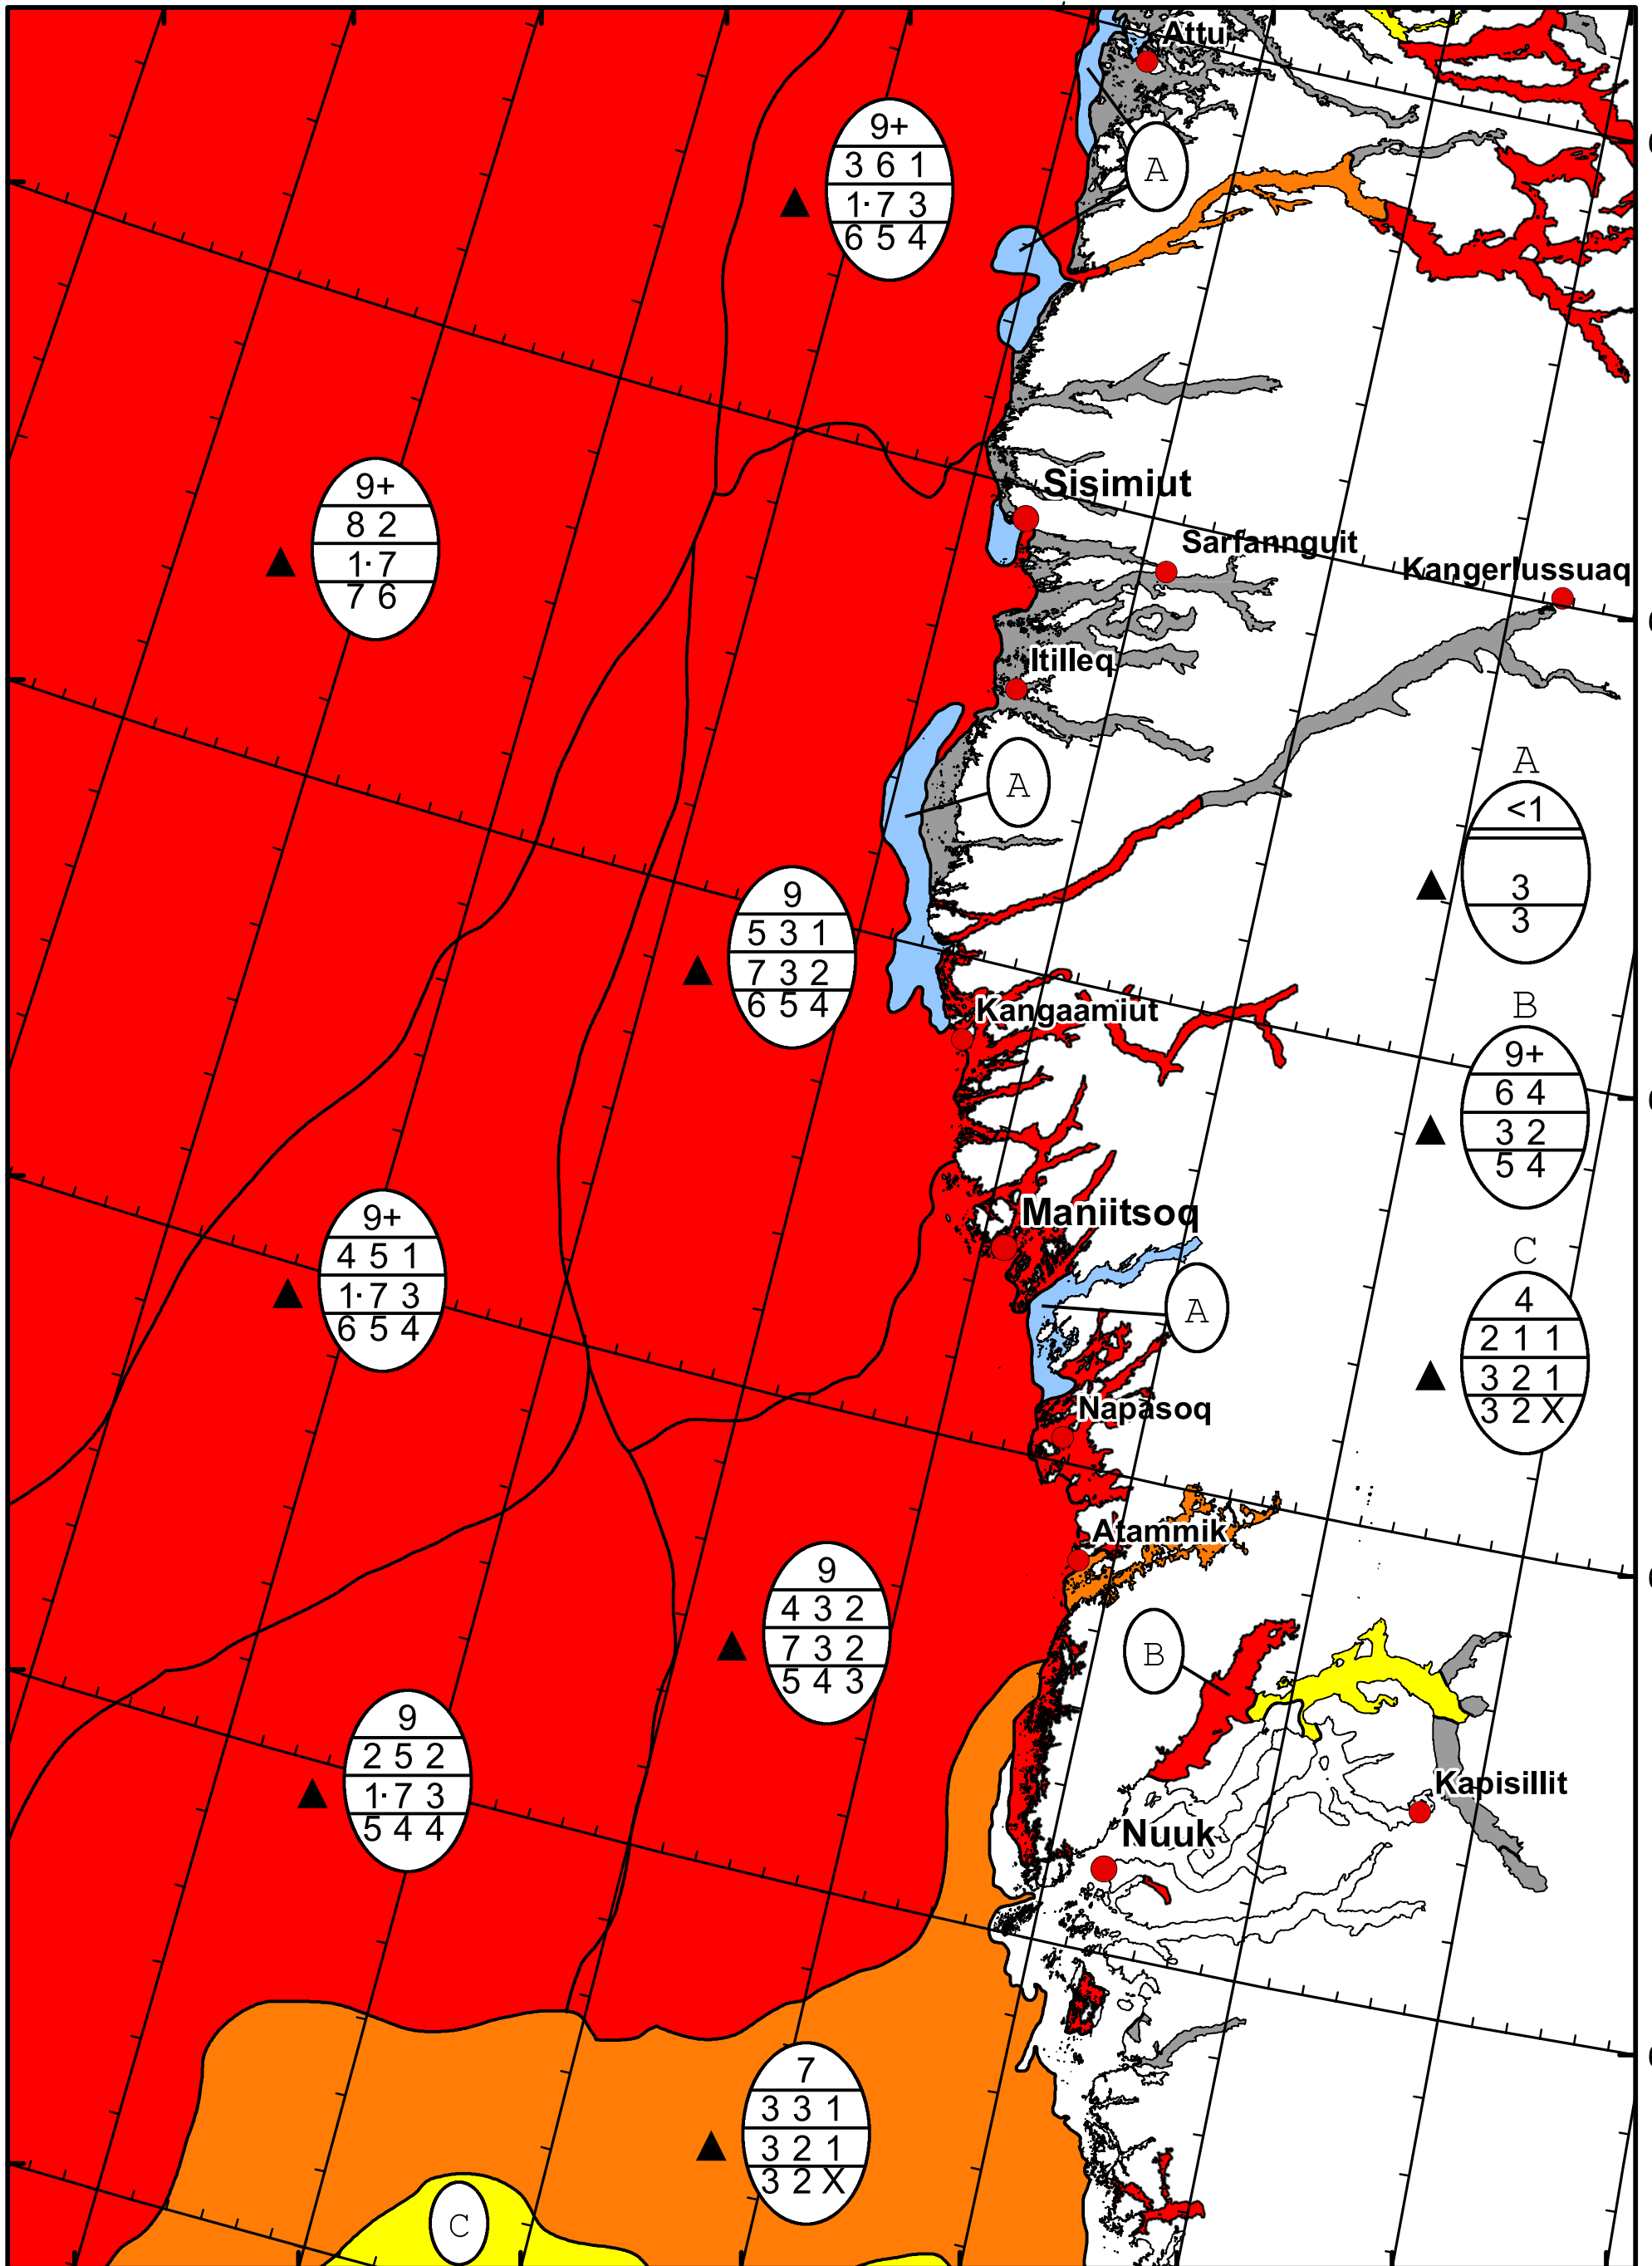 Attu
9+
3 6 1
1· 7 3
6 5 4
A
Sisimiut
9+
8 2
1· 7
7 6
Sarfannguit
Kangerlussuaq
Itilleq
A
A
<1
3
3
9
5 3 1
7 3 2
6 5 4
Kangaamiut
B
9+
6 4
3 2
5 4
Maniitsoq
9+
4 5 1
1· 7 3
6 5 4
A
C
4
2 1 1
3 2 1
3 2 X
Napasoq
Atammik
9
4 3 2
7 3 2
5 4 3
B
9
2 5 2
1· 7 3
5 4 4
Kapisillit
Nuuk
7
3 3 1
3 2 1
3 2 X
C